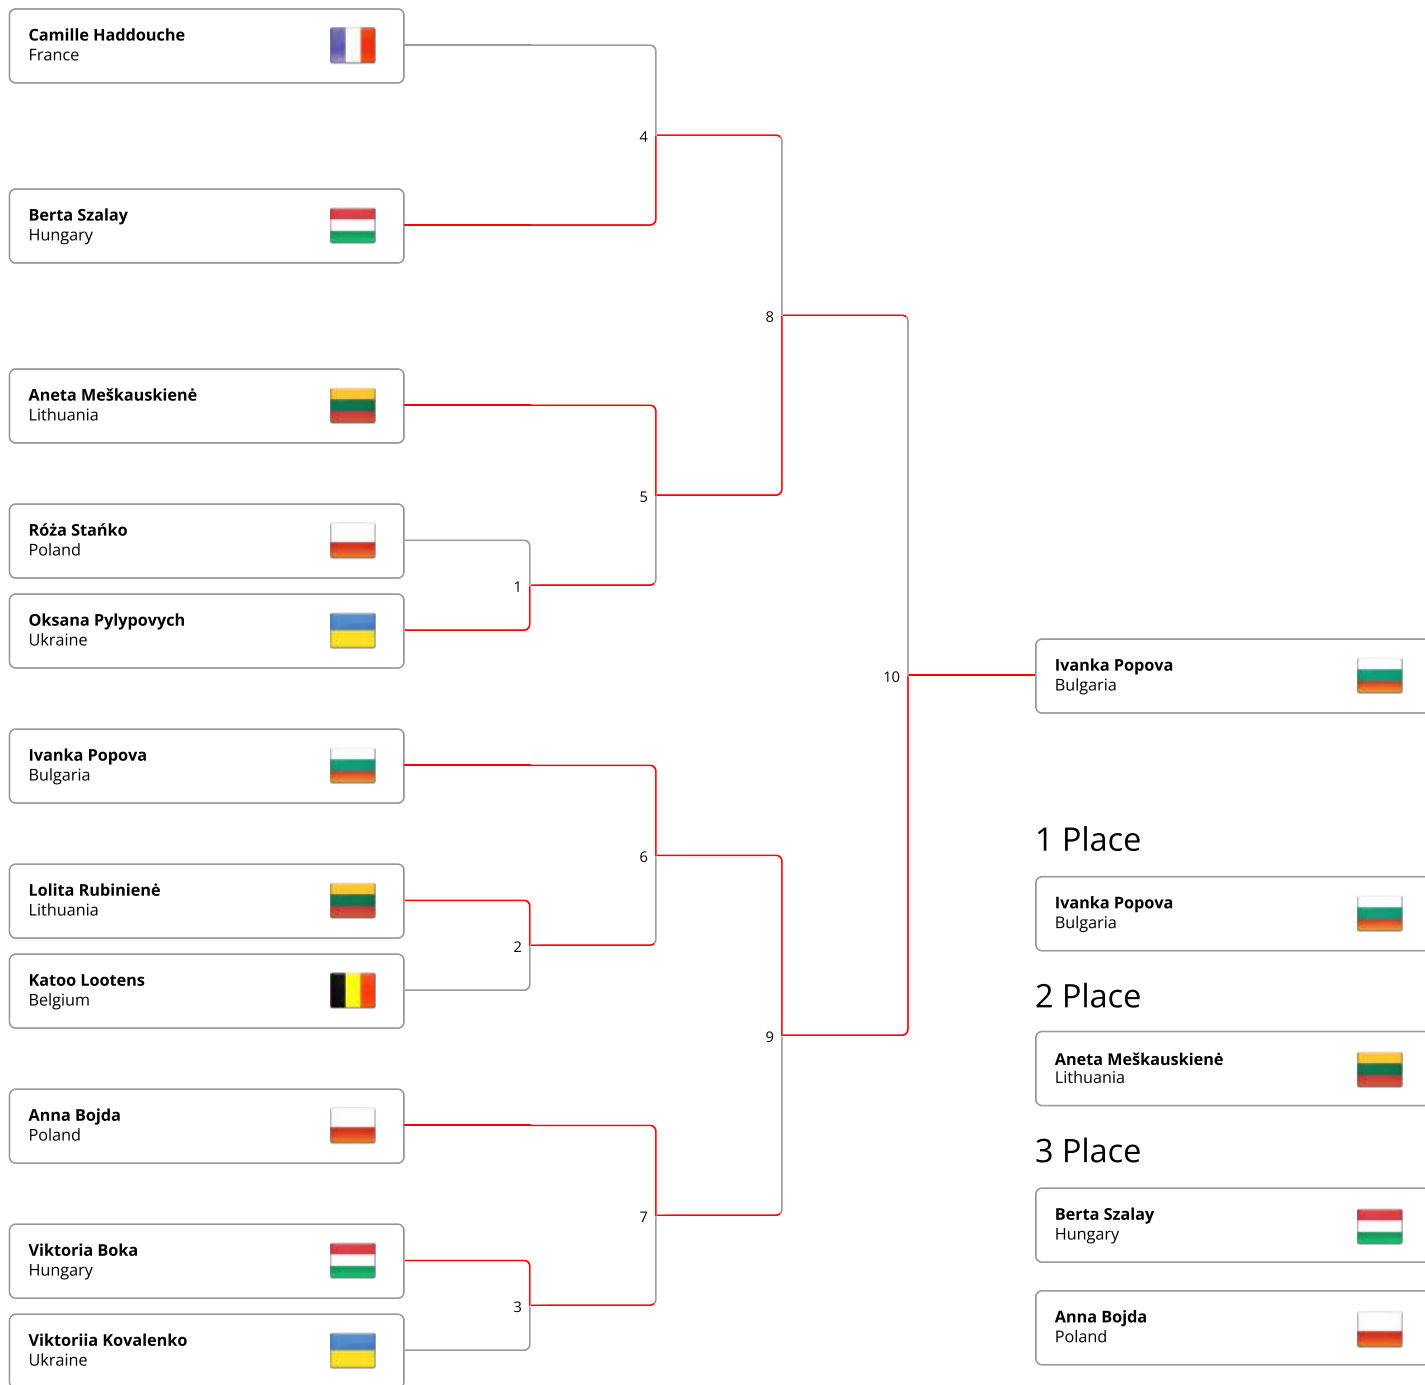 Camille Haddouche
France
4
Berta Szalay
Hungary
8
Aneta Meškauskienė
Lithuania
5
Róża Stańko
Poland
1
Oksana Pylypovych
Ukraine
10
Ivanka Popova
Bulgaria
Ivanka Popova
Bulgaria
6
Lolita Rubinienė
Lithuania
2
Katoo Lootens
Belgium
9
Anna Bojda
Poland
7
Viktoria Boka
Hungary
3
Viktoriia Kovalenko
Ukraine
1 Place
Ivanka Popova
Bulgaria
2 Place
Aneta Meškauskienė
Lithuania
3 Place
Berta Szalay
Hungary
Anna Bojda
Poland